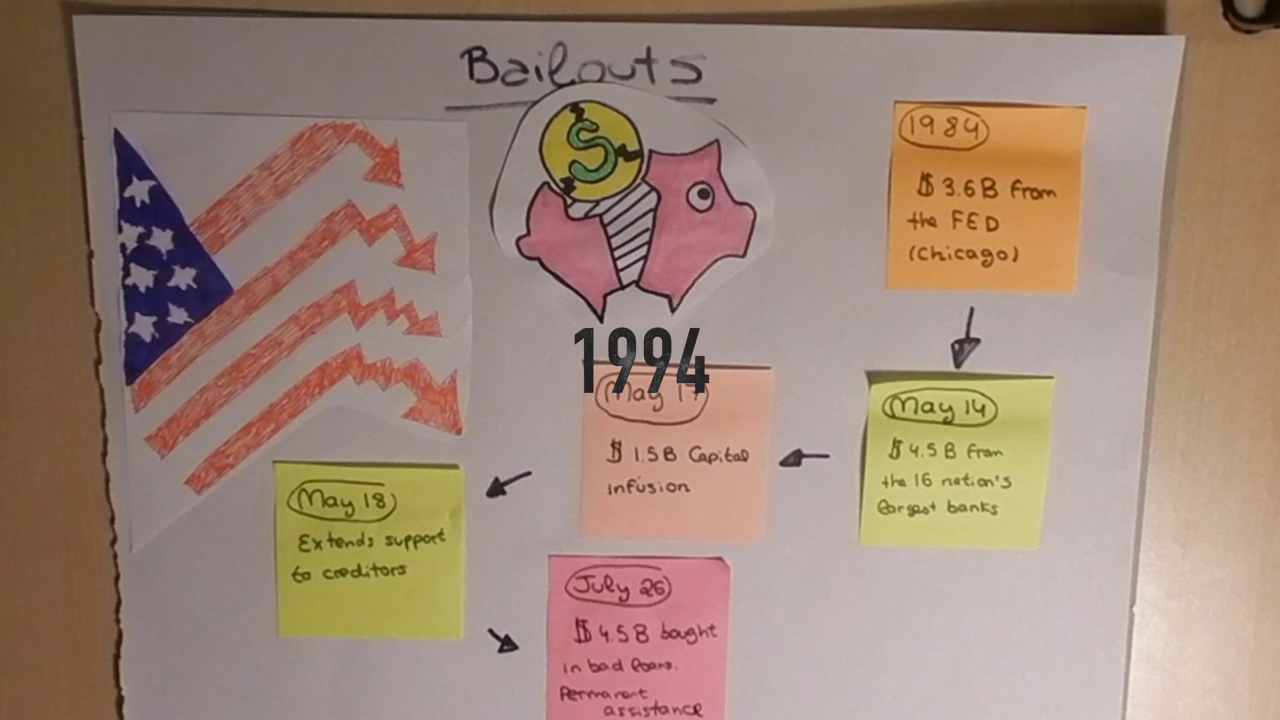 Bailouts
$
1984
$ 3.6B from
the FED
(Chicago)
May 14
$ 4.5B from
the 16 nation's
largest banks
1994
May 17
$ 1.5B Capital
infusion
May 18
Extends support
to creditors
July 26
$ 4.5B bought
in bad loans.
Permanent
assistance